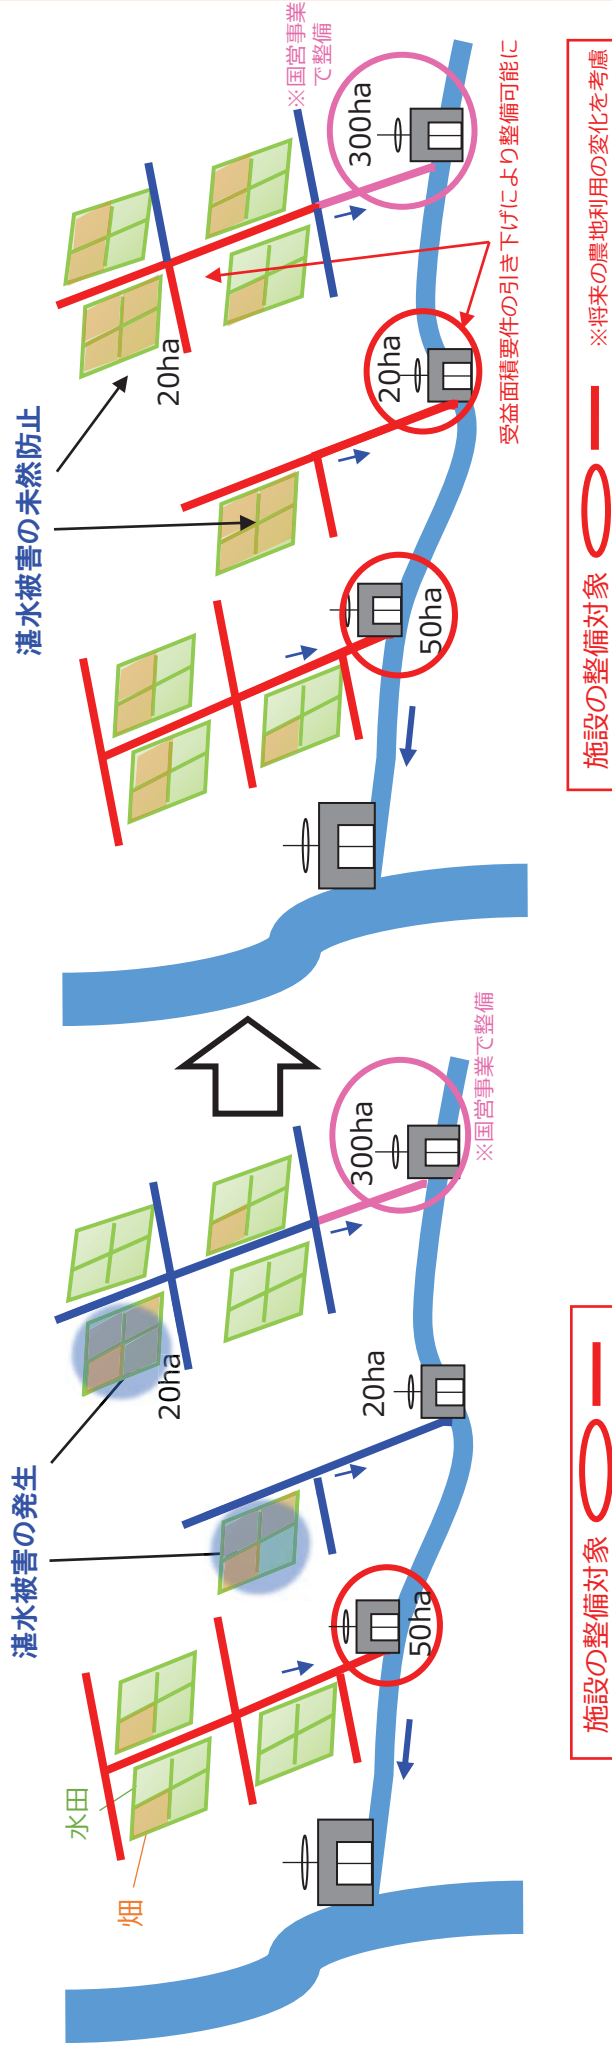 湛水被害の発生
水田
畑
20ha
50ha
20ha
300ha
※国営事業で整備
施設の整備対象
湛水被害の未然防止
20ha
50ha
20ha
300ha
※国営事業
で整備
受益面積要件の引き下げにより整備可能に
施設の整備対象
※将来の農地利用の変化を考慮